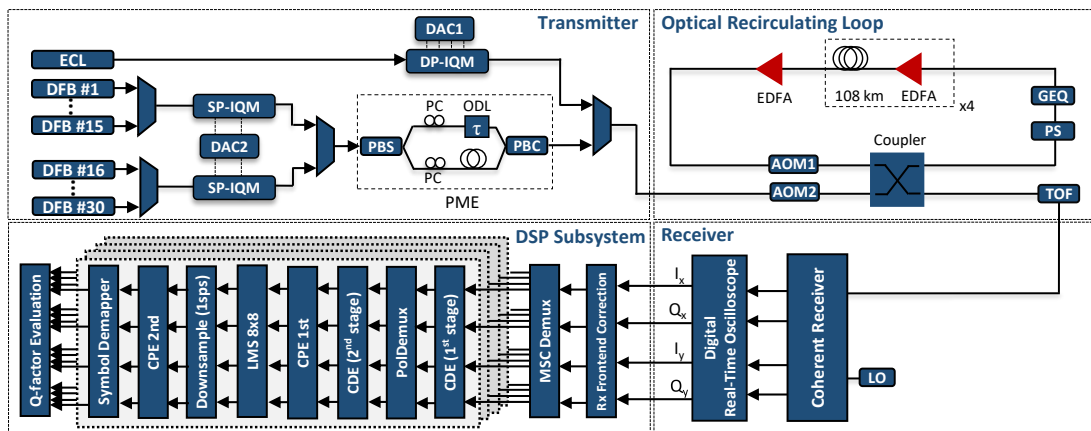 Transmitter
DAC1
ECL
DP-IQM
DFB #1
DFB #15
SP-IQM
DAC2
DFB #16
SP-IQM
DFB #30
PC
ODL
PBS
τ
PBC
PC
PME
Optical Recirculating Loop
EDFA
108 km
EDFA
x4
GEQ
PS
Coupler
AOM1
AOM2
TOF
DSP Subsystem
Q-factor Evaluation
Symbol Demapper
CPE 2nd
Downsample (1sps)
LMS 8x8
CPE 1st
CDE (2nd stage)
PolDemux
CDE (1st stage)
MSC Demux
Rx Frontend Correction
Receiver
Ix
Qx
Iy
Qy
Digital
Real-Time Oscilloscope
Coherent Receiver
LO